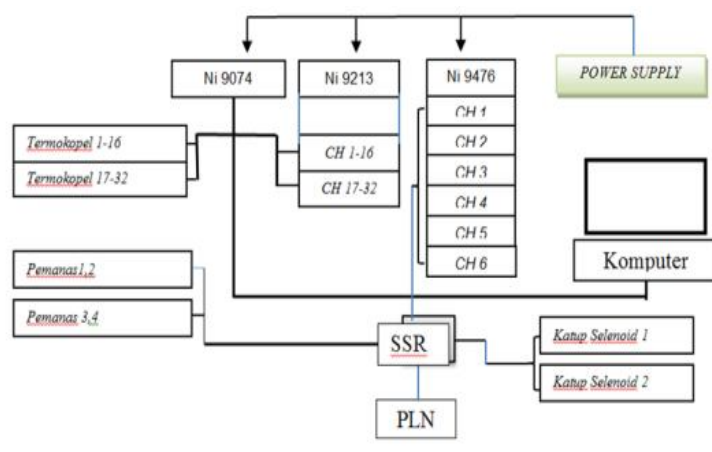 Ni 9074
Ni 9213
Ni 9476
POWER SUPPLY
CH 1
CH 2
CH 3
CH 4
CH 5
CH 6
Termokopel 1-16
Termokopel 17-32
CH 1-16
CH 17-32
Komputer
Pemanas1,2
Pemanas 3,4
SSR
Katup Selenoid 1
Katup Selenoid 2
PLN